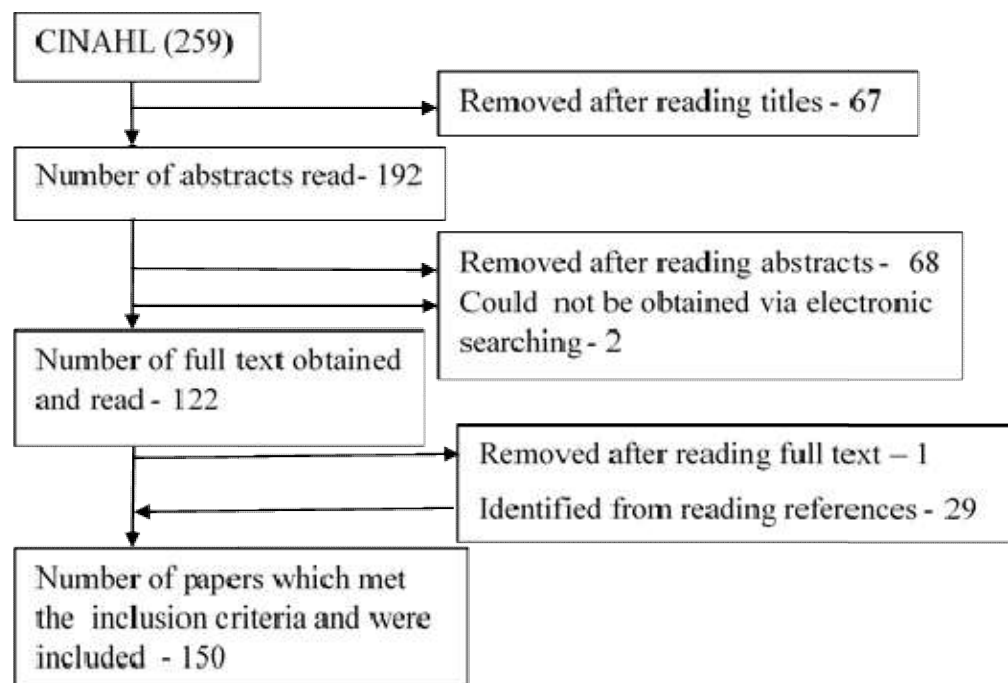 CINAHL (259)
Removed after reading titles - 67
Number of abstracts read- 192
Removed after reading abstracts - 68
Could not be obtained via electronic
searching - 2
Number of full text obtained
and read - 122
Removed after reading full text – 1
Identified from reading references - 29
Number of papers which met
the inclusion criteria and were
included - 150